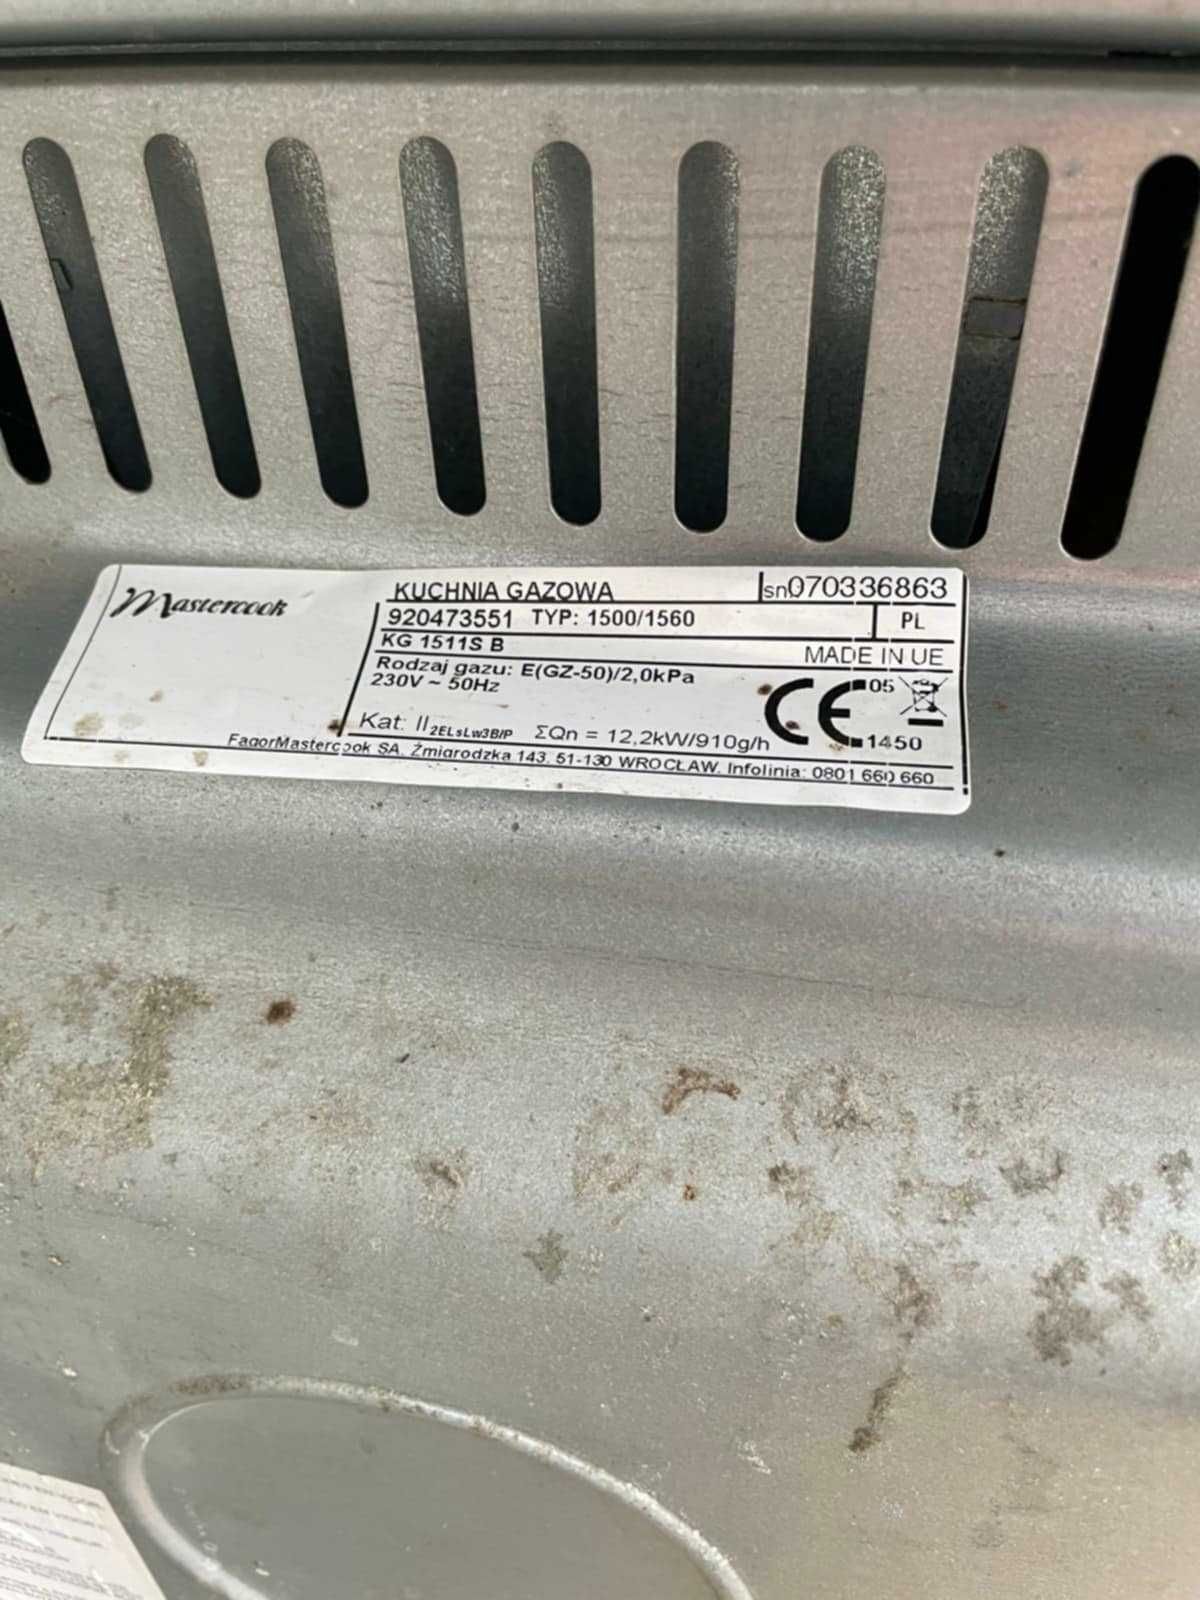 Mastercook
KUCHNIA GAZOWA
sn070336863
920473551 TYP: 1500/1560
PL
KG 1511S B
MADE IN UE
Rodzaj gazu: E(GZ-50)/2,0kPa
230V ~ 50Hz
CE 05
1450
Kat: II2ELsLw3B/P ΣQn = 12,2kW/910g/h
FagorMastercook SA. Żmigrodzka 143. 51-130 WROCŁAW. Infolinia: 0801 660 660